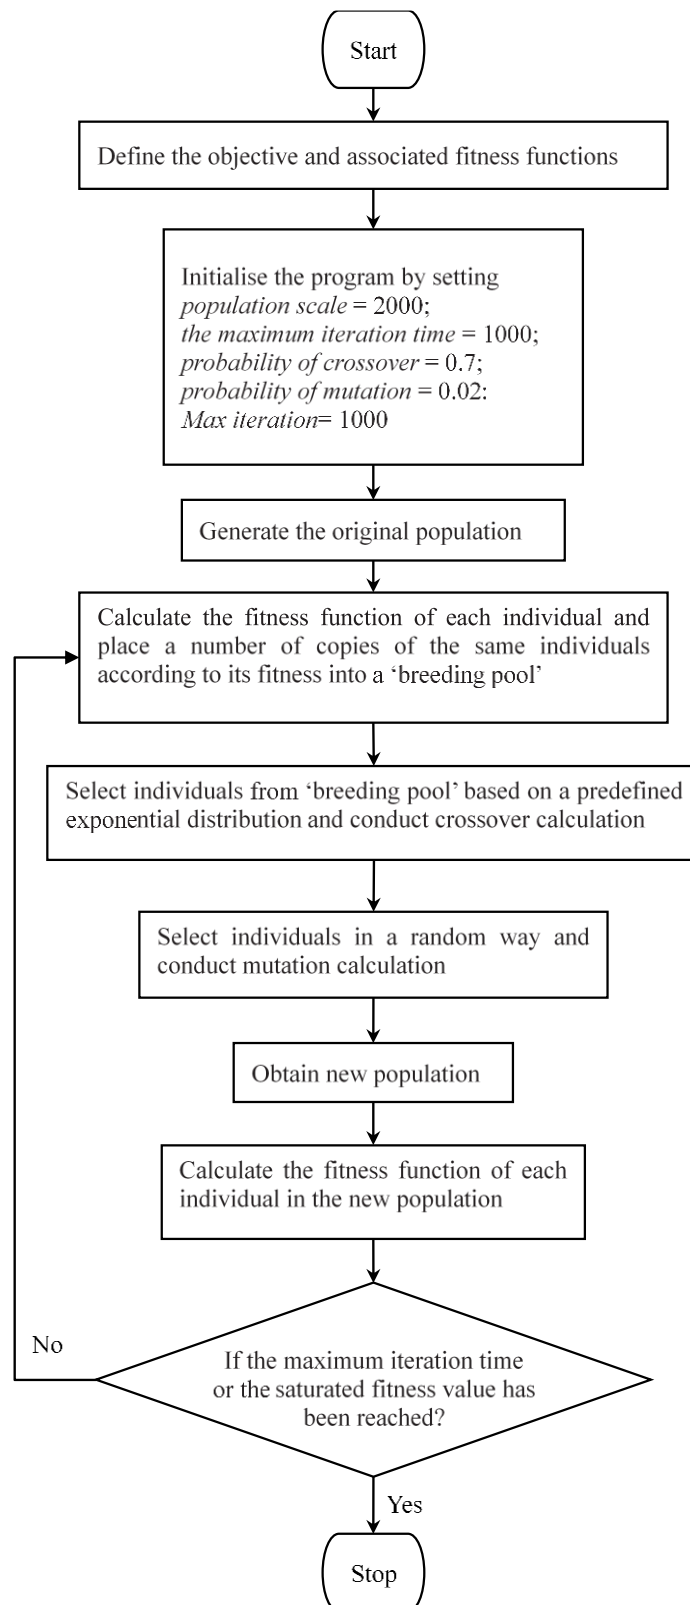 Start
Define the objective and associated fitness functions
Initialise the program by setting
population scale = 2000;
the maximum iteration time = 1000;
probability of crossover = 0.7;
probability of mutation = 0.02:
Max iteration= 1000
Generate the original population
Calculate the fitness function of each individual and
place a number of copies of the same individuals
according to its fitness into a ‘breeding pool’
Select individuals from ‘breeding pool’ based on a predefined
exponential distribution and conduct crossover calculation
Select individuals in a random way and
conduct mutation calculation
Obtain new population
Calculate the fitness function of each
individual in the new population
No
If the maximum iteration time
or the saturated fitness value has
been reached?
Yes
Stop